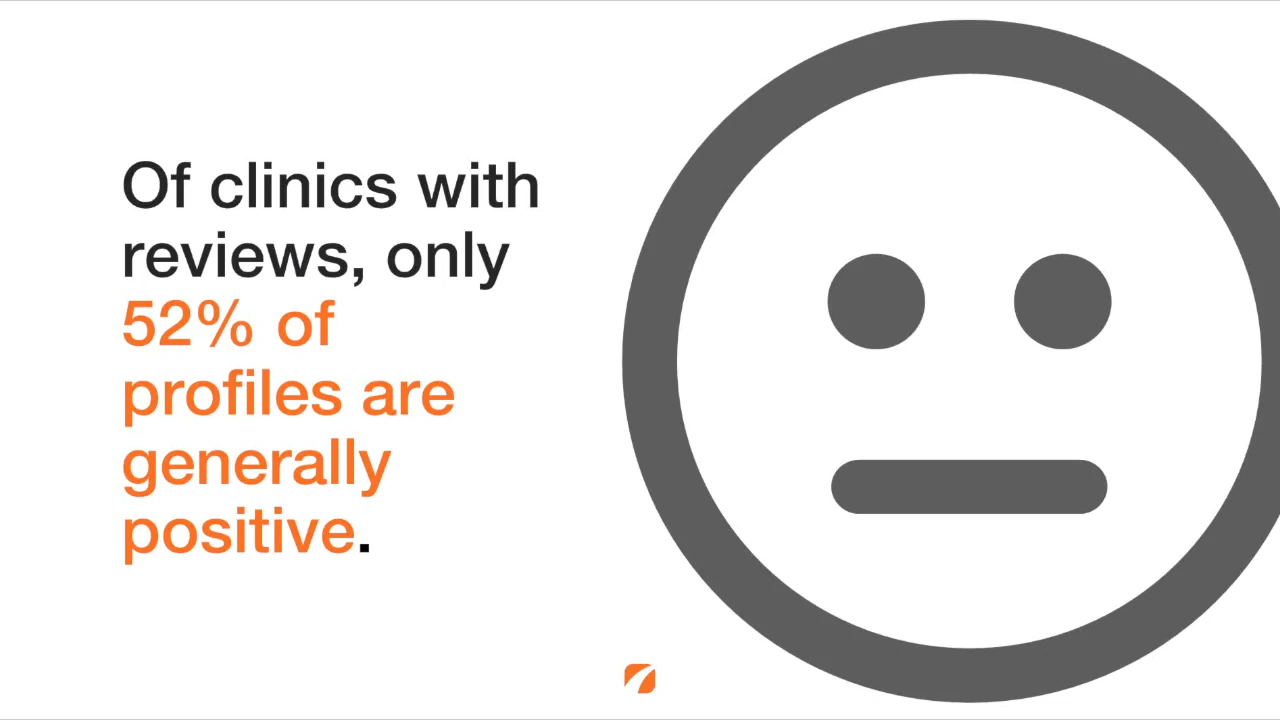 Of clinics with
reviews, only
52% of
profiles are
generally
positive.